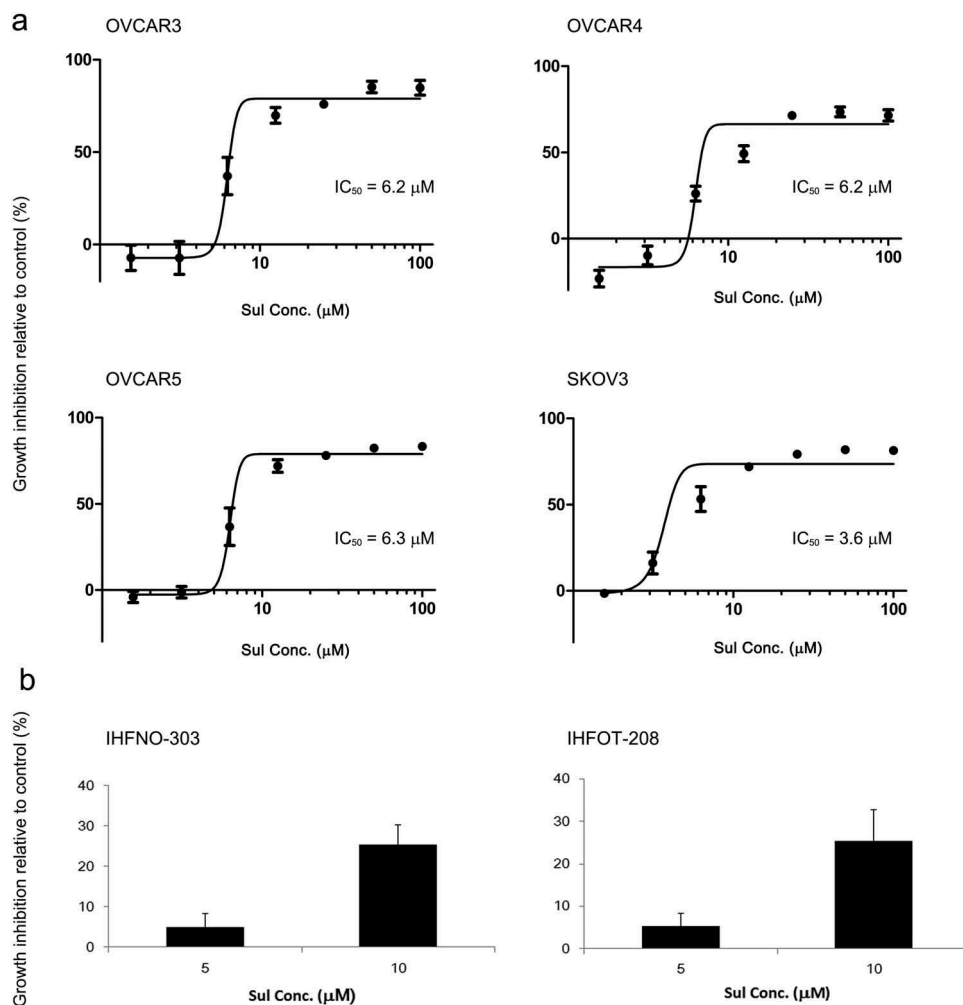 a
OVCAR3
OVCAR4
Growth inhibition relative to control (%)
100
50
0
10
100
IC₅₀ = 6.2 μM
Sul Conc. (μM)
100
50
0
10
100
IC₅₀ = 6.2 μM
Sul Conc. (μM)
OVCAR5
SKOV3
100
50
0
10
100
IC₅₀ = 6.3 μM
Sul Conc. (μM)
100
50
0
10
100
IC₅₀ = 3.6 μM
Sul Conc. (μM)
b
IHFNO-303
IHFOT-208
Growth inhibition relative to control (%)
40
30
20
10
0
5
10
Sul Conc. (μM)
40
30
20
10
0
5
10
Sul Conc. (μM)